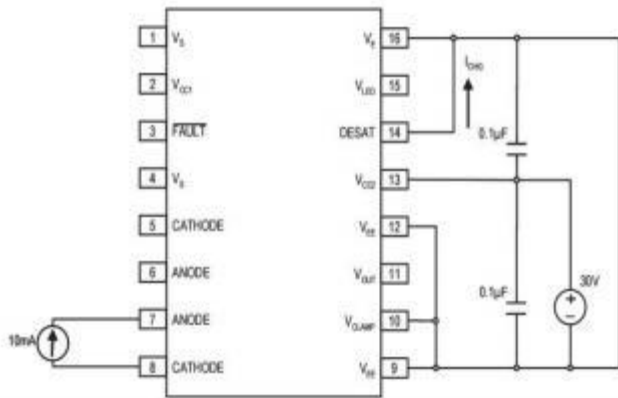 1 VS
2 VCC1
3 FAULT
4 VS
5 CATHODE
6 ANODE
7 ANODE
8 CATHODE
10mA
VE 16
VLED 15
DESAT 14
VCC2 13
VEE 12
VOUT 11
VCLAMP 10
VEE 9
ICHG
0.1µF
0.1µF
30V
+
−